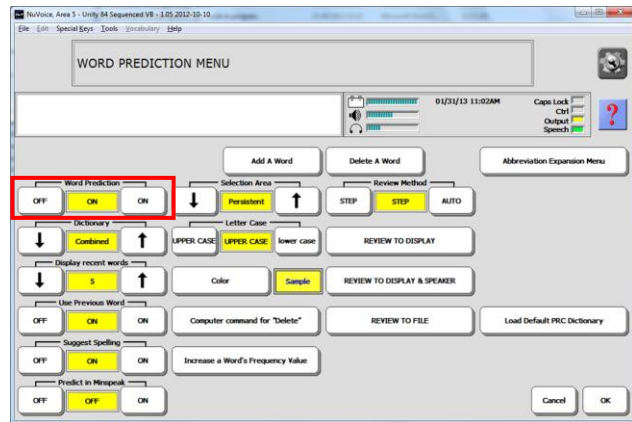 NuVoice, Area 5 - Unity 84 Sequenced VB - 1.05 2012-10-10
File Edit Special Keys Tools Vocabulary Help
WORD PREDICTION MENU
01/31/13 11:02AM
Caps Lock
Ctrl
Output
Speech
?
Add A Word
Delete A Word
Abbreviation Expansion Menu
Word Prediction
OFF ON ON
Selection Area
Persistent
Review Method
STEP STEP AUTO
Dictionary
Combined
Letter Case
UPPER CASE UPPER CASE lower case
REVIEW TO DISPLAY
Display recent words
5
Color Sample
REVIEW TO DISPLAY & SPEAKER
Use Previous Word
OFF ON ON
Computer command for "Delete"
REVIEW TO FILE
Load Default PRC Dictionary
Suggest Spelling
OFF ON ON
Increase a Word's Frequency Value
Predict in Minspeak
OFF OFF ON
Cancel OK